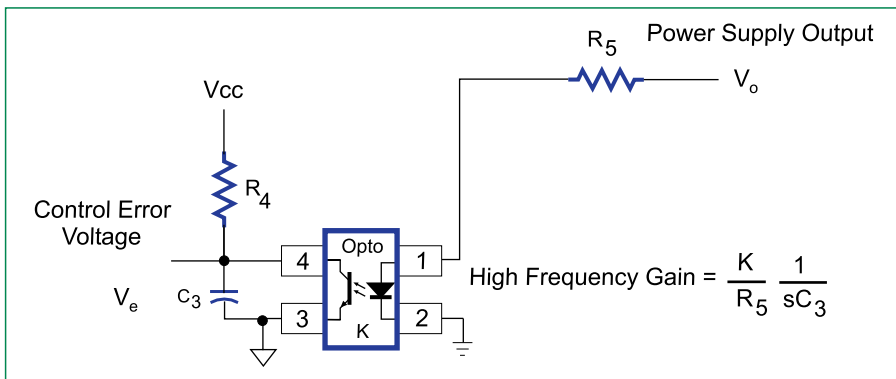 Power Supply Output
R5
Vo
Vcc
R4
Control Error
Voltage
Ve
C3
Opto
4
1
3
2
K
High Frequency Gain = K/R5 1/sC3